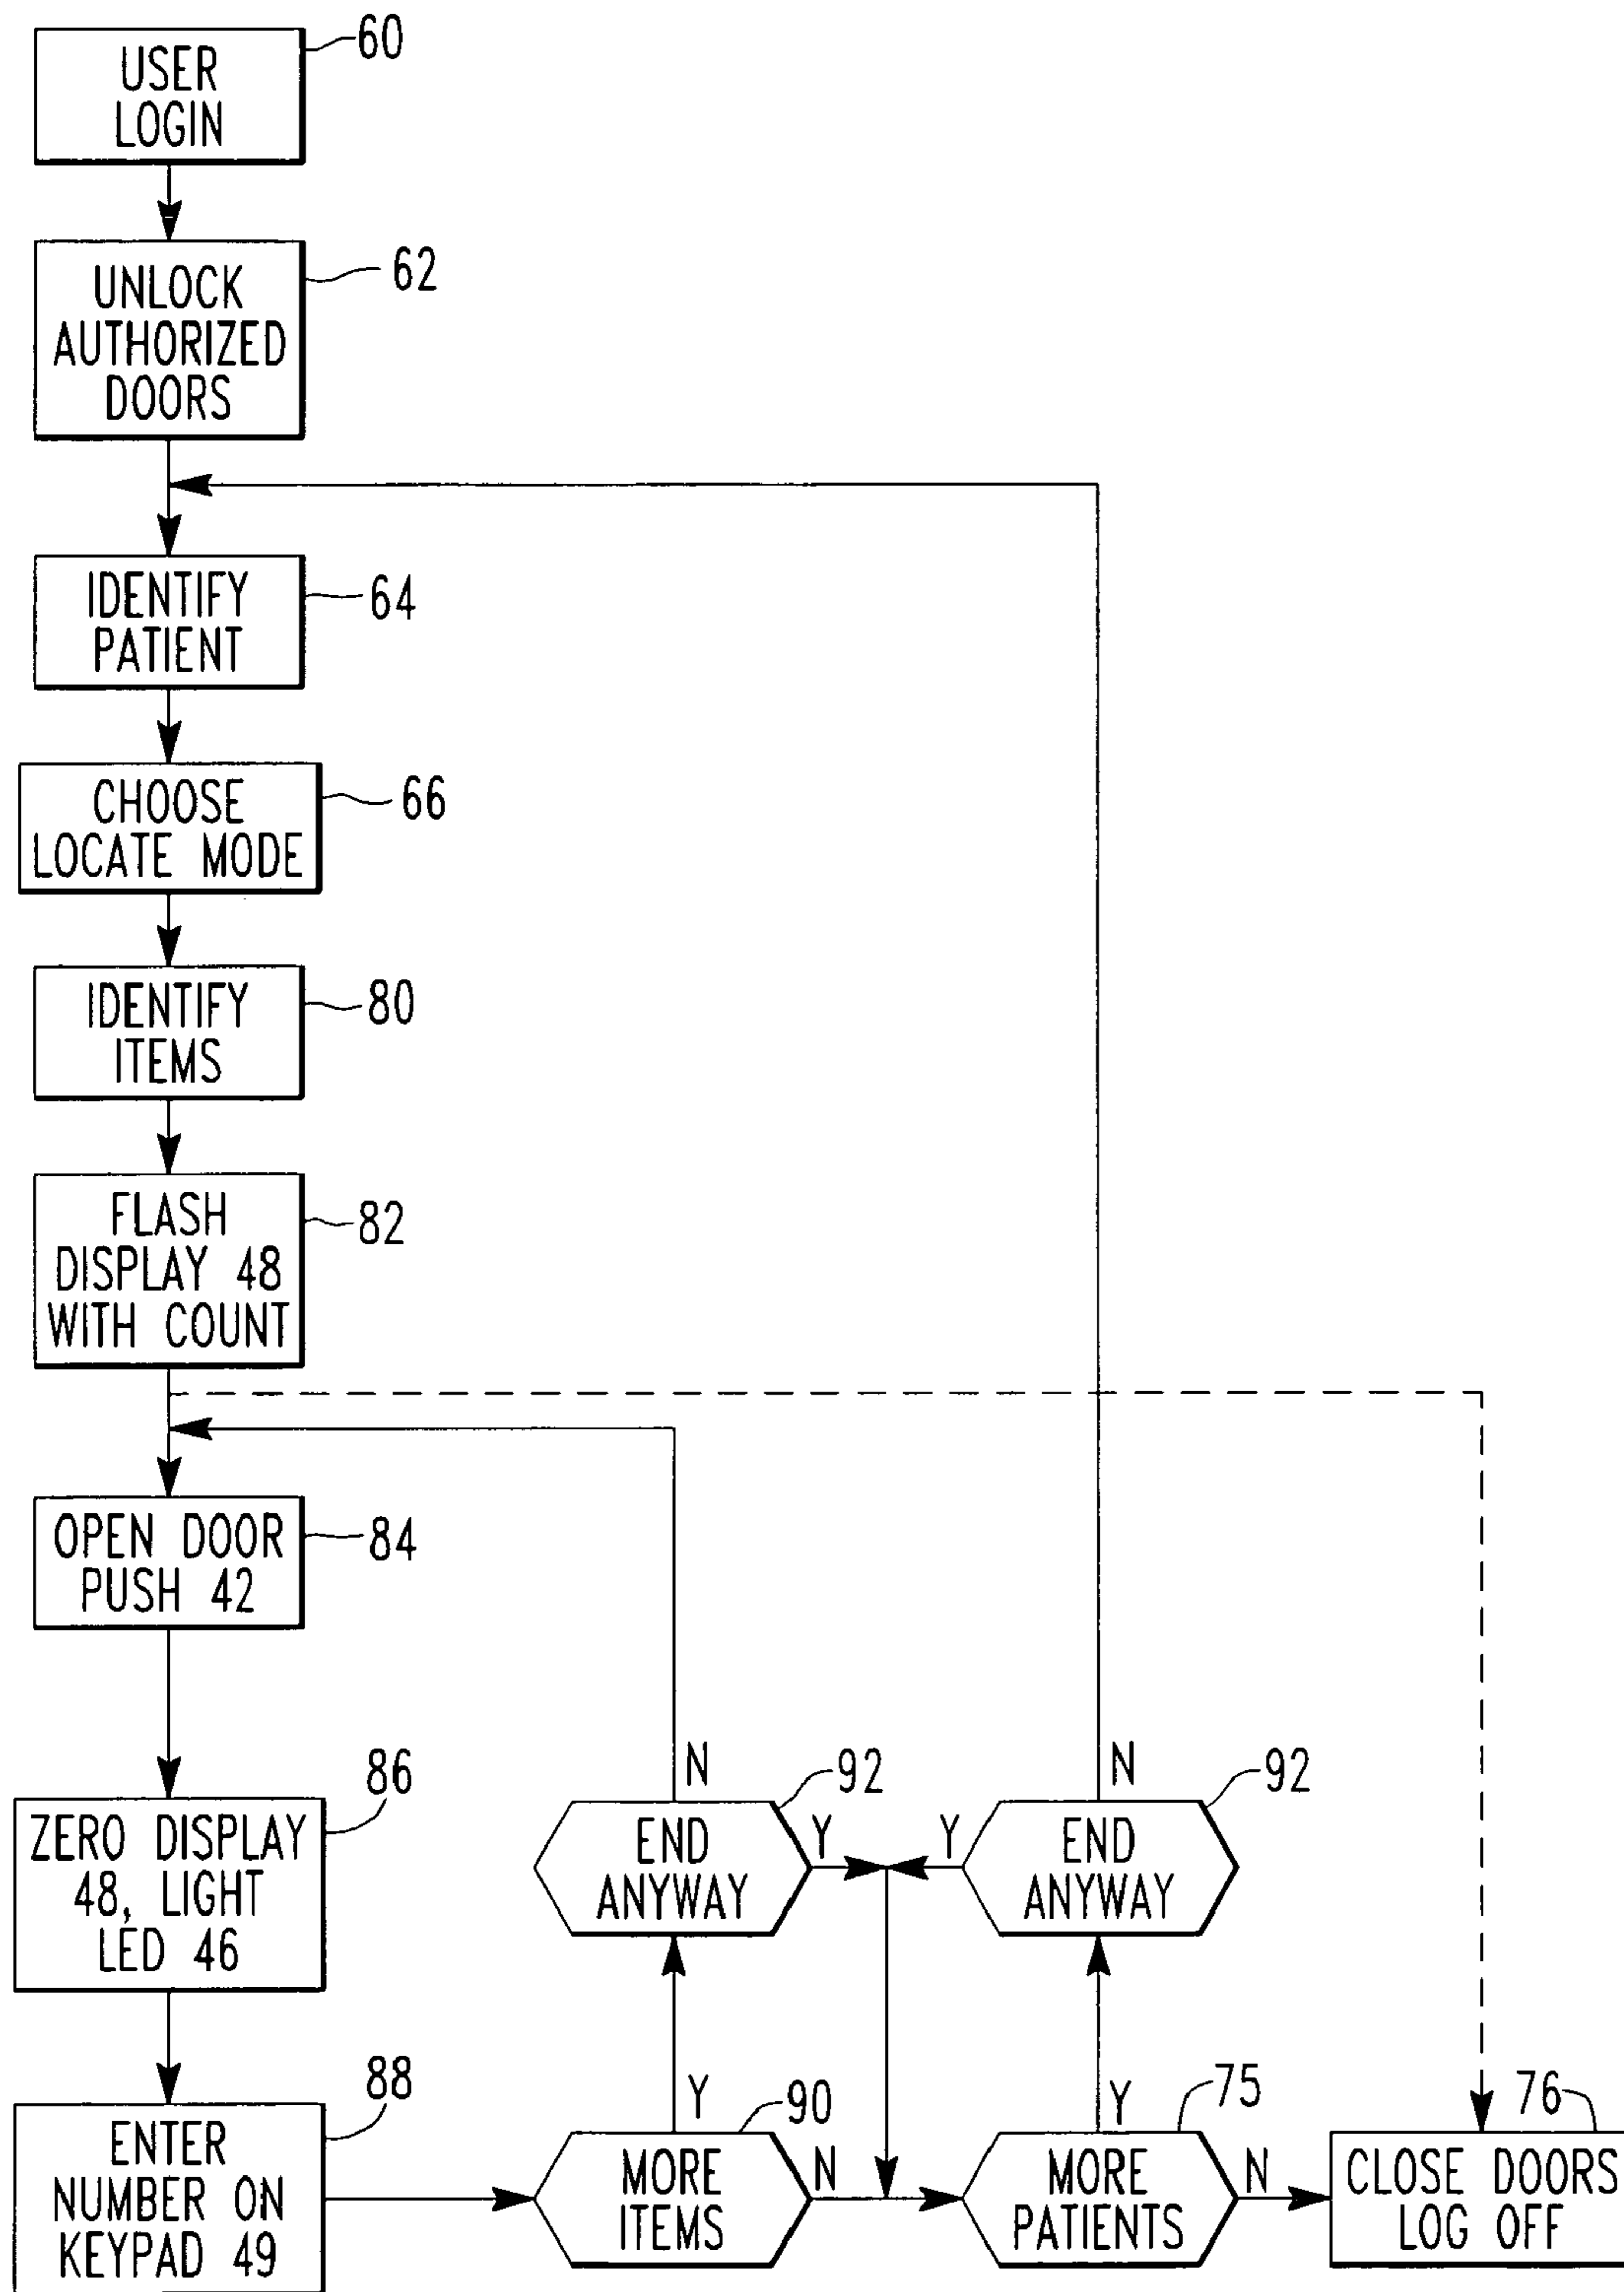 60
USER
LOGIN
62
UNLOCK
AUTHORIZED
DOORS
64
IDENTIFY
PATIENT
66
CHOOSE
LOCATE MODE
80
IDENTIFY
ITEMS
82
FLASH
DISPLAY 48
WITH COUNT
84
OPEN DOOR
PUSH 42
86
ZERO DISPLAY
48, LIGHT
LED 46
88
ENTER
NUMBER ON
KEYPAD 49
N
92
END
ANYWAY
Y
Y
90
MORE
ITEMS
N
N
92
END
ANYWAY
Y
Y
75
MORE
PATIENTS
N
76
CLOSE DOORS
LOG OFF